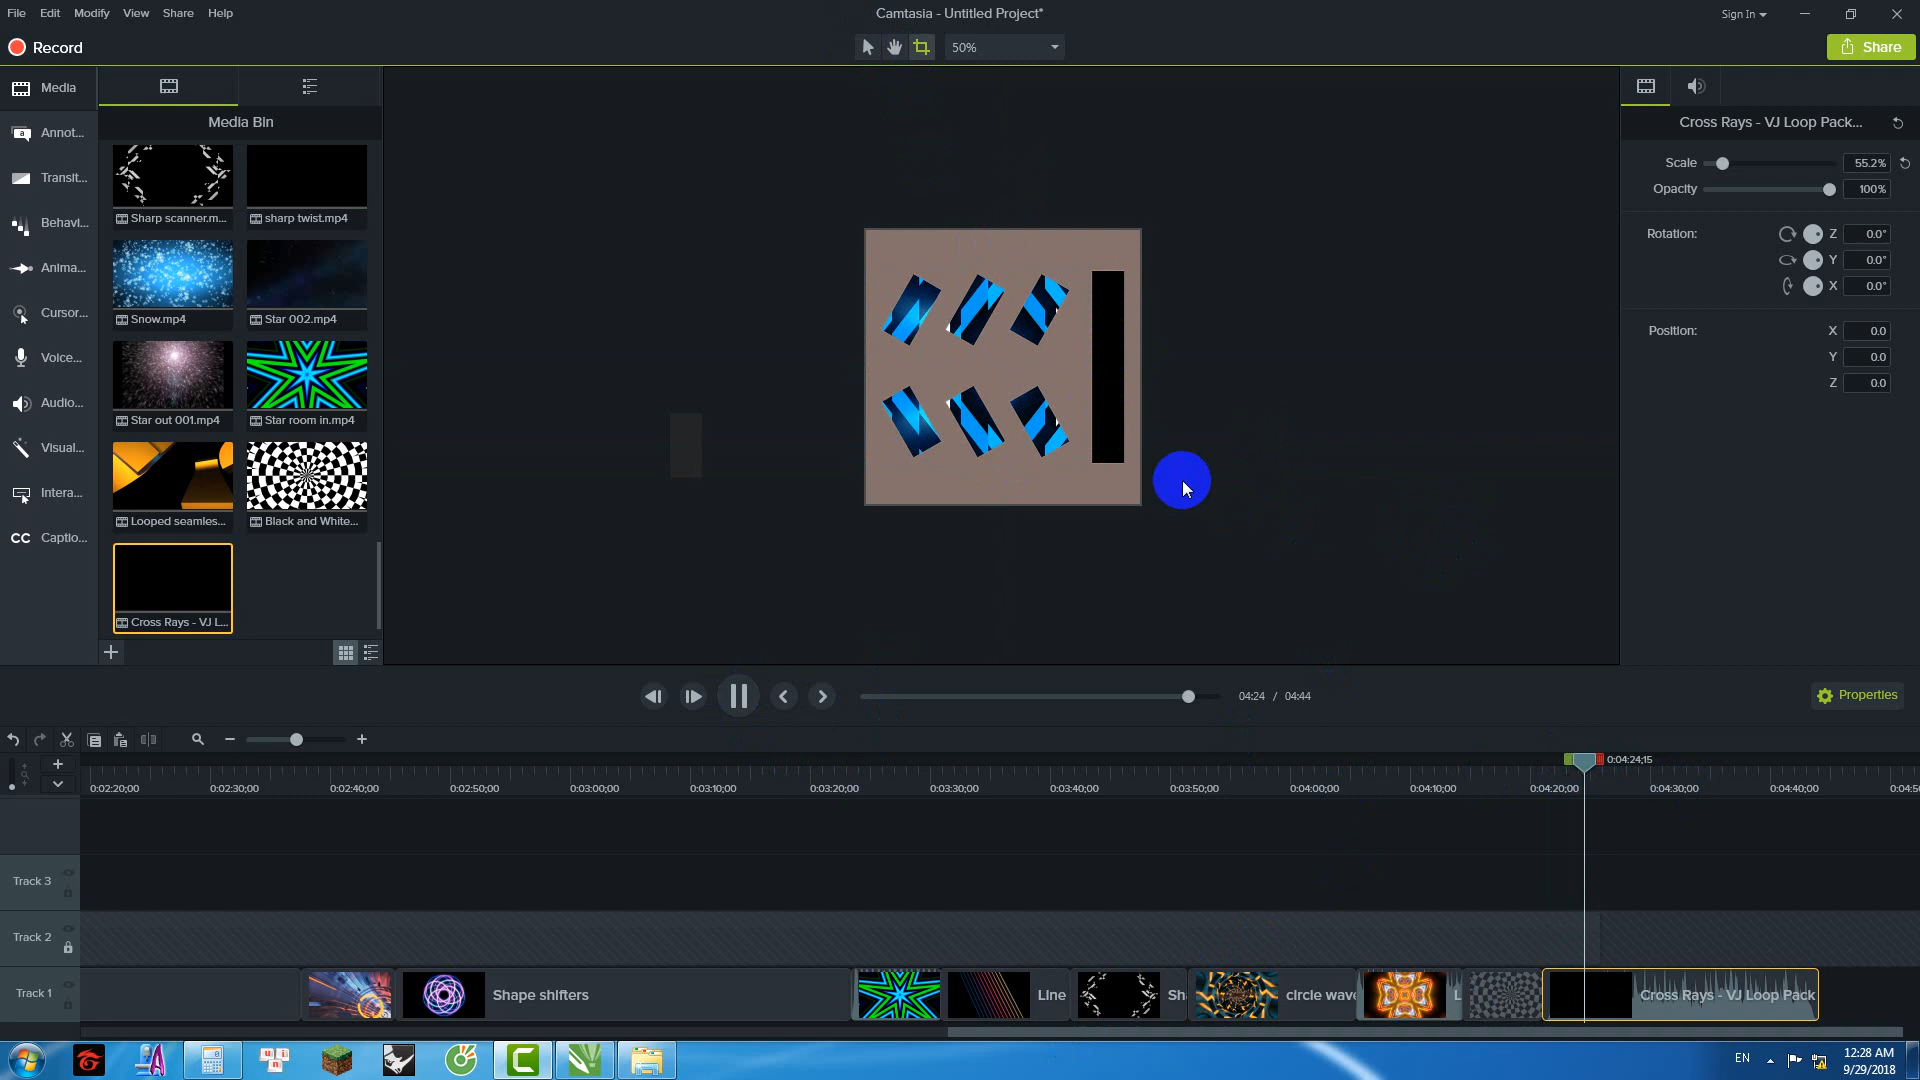 File Edit Modify View Share Help
Camtasia - Untitled Project*
Sign In
Record
50%
Share
Media
Annot...
Transit...
Behavi...
Anima...
Cursor...
Voice...
Audio...
Visual...
Intera...
CC Captio...
Media Bin
Sharp scanner.m... sharp twist.mp4
Snow.mp4 Star 002.mp4
Star out 001.mp4 Star room in.mp4
Looped seamles... Black and White...
Cross Rays - VJ L...
Cross Rays - VJ Loop Pack...
Scale 55.2%
Opacity 100%
Rotation: Z 0.0°
Y 0.0°
X 0.0°
Position: X 0.0
Y 0.0
Z 0.0
04:24 / 04:44
Properties
0:04:24;15
0:02:20;00 0:02:30;00 0:02:40;00 0:02:50;00 0:03:00;00 0:03:10;00 0:03:20;00 0:03:30;00 0:03:40;00 0:03:50;00 0:04:00;00 0:04:10;00 0:04:20;00 0:04:30;00 0:04:40;00 0:04:50
Track 3
Track 2
Track 1
Shape shifters
Line
Sh
circle wave
L
Cross Rays - VJ Loop Pack
EN
12:28 AM
9/29/2018